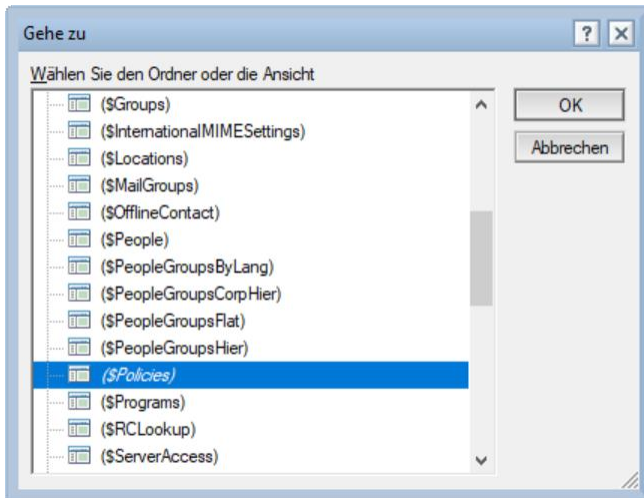 Gehe zu
Wählen Sie den Ordner oder die Ansicht
($Groups)
($InternationalMIMESettings)
($Locations)
($MailGroups)
($OfflineContact)
($People)
($PeopleGroupsByLang)
($PeopleGroupsCorpHier)
($PeopleGroupsFlat)
($PeopleGroupsHier)
($Policies)
($Programs)
($RCLookup)
($ServerAccess)
OK
Abbrechen